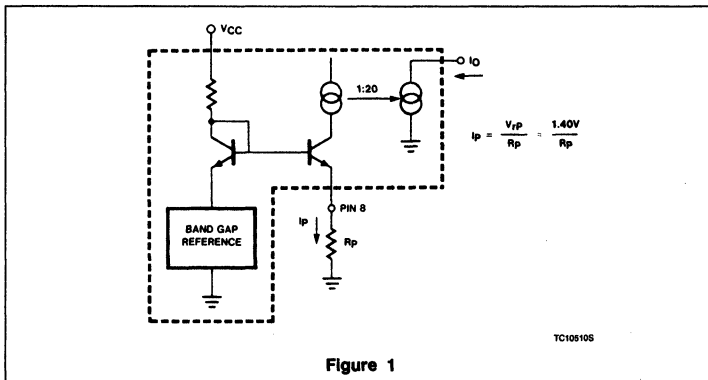 VCC
IO
1:20
IP = VrP / RP = 1.40V / RP
PIN 8
IP
RP
BAND GAP
REFERENCE
TC10510S
Figure 1